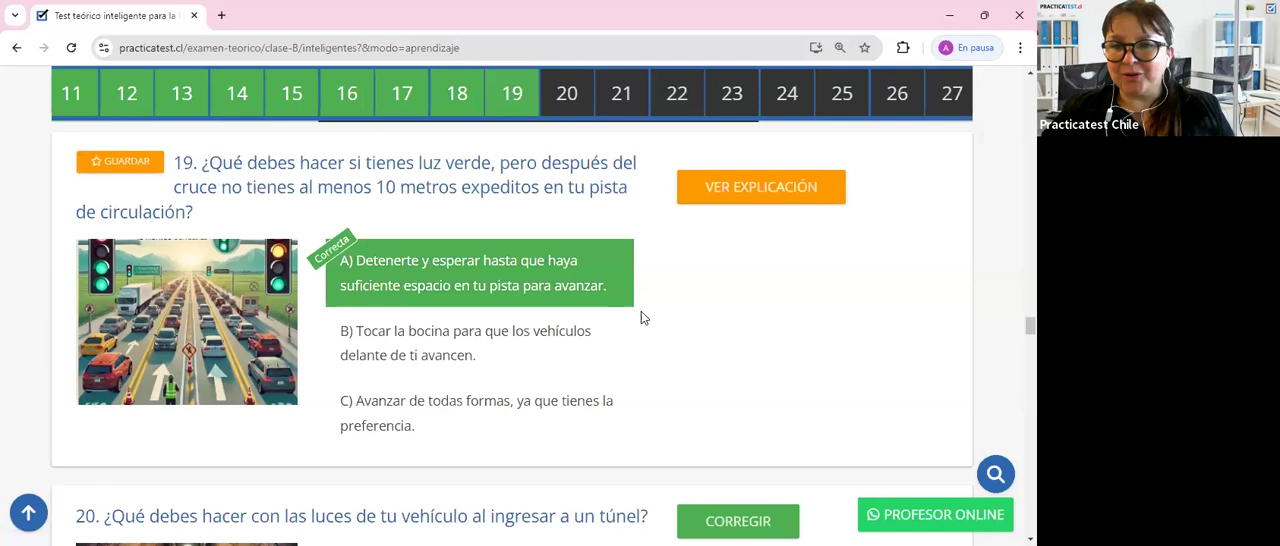 Test teórico inteligente para la
practicatest.cl/examen-teorico/clase-B/inteligentes?&modo=aprendizaje
A
En pausa
PRACTICATEST.cl
Practicatest Chile
11 12 13 14 15 16 17 18 19 20 21 22 23 24 25 26 27
GUARDAR
19. ¿Qué debes hacer si tienes luz verde, pero después del
cruce no tienes al menos 10 metros expeditos en tu pista
de circulación?
VER EXPLICACIÓN
Correcta
A) Detenerte y esperar hasta que haya
suficiente espacio en tu pista para avanzar.
B) Tocar la bocina para que los vehículos
delante de ti avancen.
C) Avanzar de todas formas, ya que tienes la
preferencia.
20. ¿Qué debes hacer con las luces de tu vehículo al ingresar a un túnel?
CORREGIR
PROFESOR ONLINE